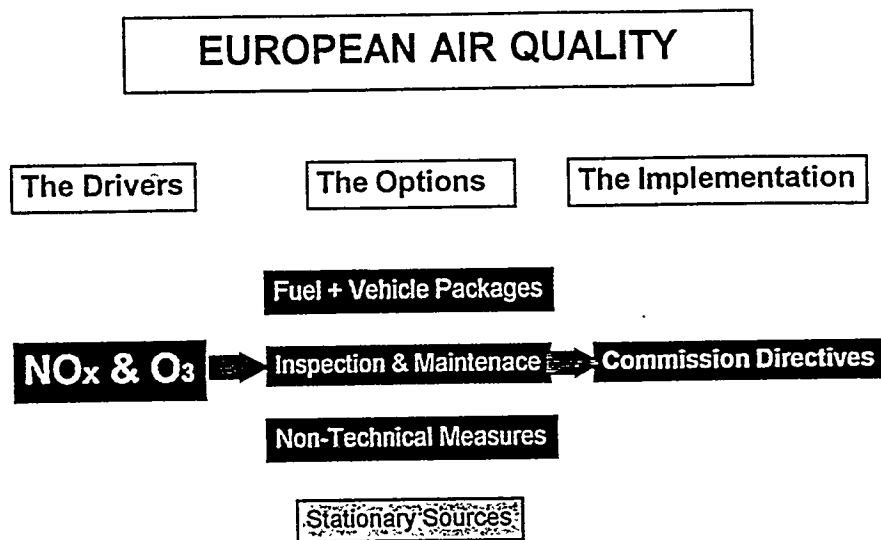 EUROPEAN AIR QUALITY
The Drivers
The Options
The Implementation
Fuel + Vehicle Packages
NOx & O3
Inspection & Maintenace
Commission Directives
Non-Technical Measures
Stationary Sources